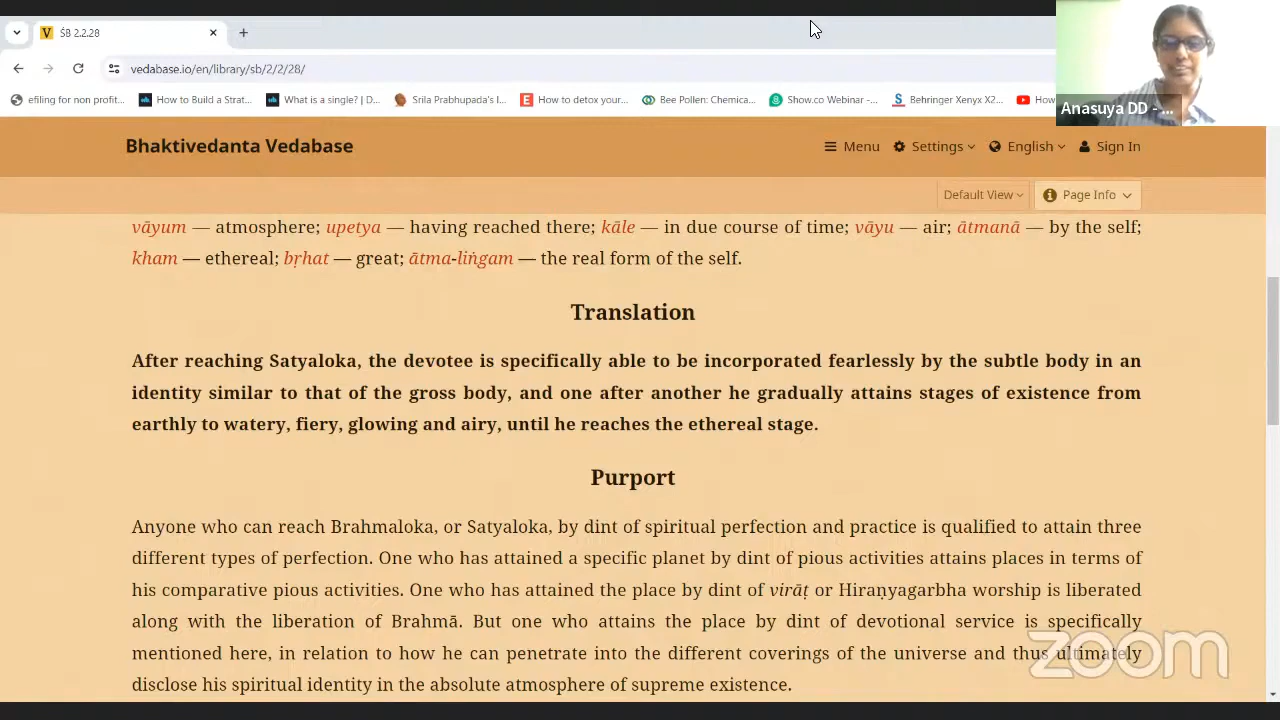 ŚB 2.2.28
vedabase.io/en/library/sb/2/2/28/
efiling for non profit... How to Build a Strat... What is a single? | D... Srila Prabhupada's l... How to detox your... Bee Pollen: Chemica... Show.co Webinar -... Behringer Xenyx X2... How
Anasuya DD - ...
Bhaktivedanta Vedabase
Menu Settings English Sign In
Default View Page Info
vāyum — atmosphere; upetya — having reached there; kāle — in due course of time; vāyu — air; ātmanā — by the self;
kham — ethereal; bṛhat — great; ātma-liṅgam — the real form of the self.
Translation
After reaching Satyaloka, the devotee is specifically able to be incorporated fearlessly by the subtle body in an
identity similar to that of the gross body, and one after another he gradually attains stages of existence from
earthly to watery, fiery, glowing and airy, until he reaches the ethereal stage.
Purport
Anyone who can reach Brahmaloka, or Satyaloka, by dint of spiritual perfection and practice is qualified to attain three
different types of perfection. One who has attained a specific planet by dint of pious activities attains places in terms of
his comparative pious activities. One who has attained the place by dint of virāṭ or Hiraṇyagarbha worship is liberated
along with the liberation of Brahmā. But one who attains the place by dint of devotional service is specifically
mentioned here, in relation to how he can penetrate into the different coverings of the universe and thus ultimately
disclose his spiritual identity in the absolute atmosphere of supreme existence.
zoom